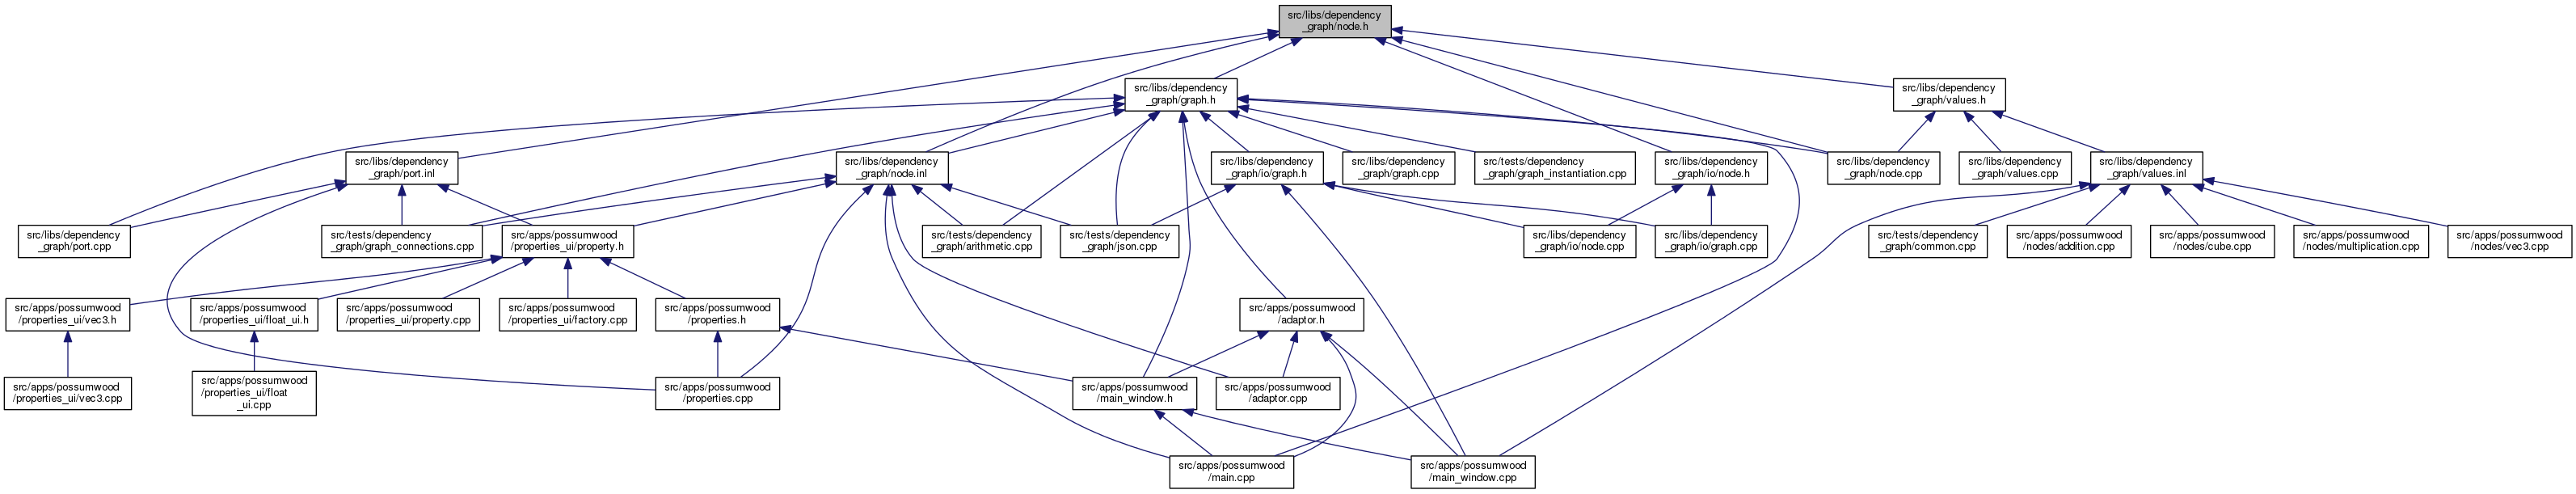 src/libs/dependency
_graph/node.h
src/libs/dependency
_graph/graph.h
src/libs/dependency
_graph/values.h
src/libs/dependency
_graph/port.inl
src/libs/dependency
_graph/node.inl
src/libs/dependency
_graph/io/graph.h
src/libs/dependency
_graph/graph.cpp
src/tests/dependency
_graph/graph_instantiation.cpp
src/libs/dependency
_graph/io/node.h
src/libs/dependency
_graph/node.cpp
src/libs/dependency
_graph/values.cpp
src/libs/dependency
_graph/values.inl
src/libs/dependency
_graph/port.cpp
src/tests/dependency
_graph/graph_connections.cpp
src/apps/possumwood
/properties_ui/property.h
src/tests/dependency
_graph/arithmetic.cpp
src/tests/dependency
_graph/json.cpp
src/libs/dependency
_graph/io/node.cpp
src/libs/dependency
_graph/io/graph.cpp
src/tests/dependency
_graph/common.cpp
src/apps/possumwood
/nodes/addition.cpp
src/apps/possumwood
/nodes/cube.cpp
src/apps/possumwood
/nodes/multiplication.cpp
src/apps/possumwood
/nodes/vec3.cpp
src/apps/possumwood
/properties_ui/vec3.h
src/apps/possumwood
/properties_ui/float_ui.h
src/apps/possumwood
/properties_ui/property.cpp
src/apps/possumwood
/properties_ui/factory.cpp
src/apps/possumwood
/properties.h
src/apps/possumwood
/adaptor.h
src/apps/possumwood
/properties_ui/vec3.cpp
src/apps/possumwood
/properties_ui/float
_ui.cpp
src/apps/possumwood
/properties.cpp
src/apps/possumwood
/main_window.h
src/apps/possumwood
/adaptor.cpp
src/apps/possumwood
/main.cpp
src/apps/possumwood
/main_window.cpp